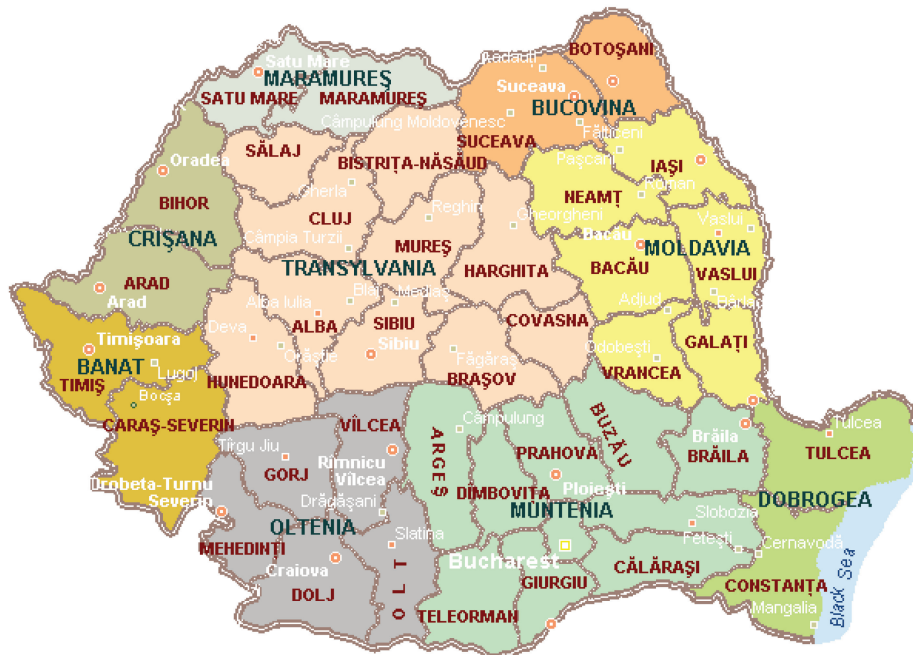 BOTOŞANI
Rădăuţi
Satu Mare
MARAMUREŞ
SATU MARE
MARAMUREŞ
Suceava
BUCOVINA
Câmpulung Moldovenesc
SUCEAVA
Fălticeni
SĂLAJ
BISTRIŢA-NĂSĂUD
Paşcani
IAŞI
Oradea
Gherla
NEAMŢ
Roman
BIHOR
CLUJ
Reghin
Gheorgheni
Vaslui
CRIŞANA
Câmpia Turzii
MUREŞ
Bacău
MOLDAVIA
TRANSYLVANIA
HARGHITA
BACĂU
VASLUI
ARAD
Arad
Alba Iulia
Blaj
Mediaş
Adjud
Bârlad
Timişoara
Deva
ALBA
SIBIU
COVASNA
Orăştie
Sibiu
Făgăraş
Odobeşti
GALAŢI
BANAT
Lugoj
TIMIŞ
HUNEDOARA
BRAŞOV
VRANCEA
Bocşa
CARAŞ-SEVERIN
VÎLCEA
Câmpulung
BUZĂU
Brăila
Tulcea
Tîrgu Jiu
ARGEŞ
PRAHOVA
BRĂILA
TULCEA
GORJ
Rîmnicu
Vîlcea
Ploieşti
Drobeta-Turnu
Severin
DIMBOVIŢA
Drăgăşani
MUNTENIA
Slobozia
DOBROGEA
OLTENIA
Slatina
MEHEDINŢI
Bucharest
Feteşti
Cernavodă
Craiova
OLT
GIURGIU
CĂLĂRAŞI
CONSTANŢA
DOLJ
TELEORMAN
Mangalia
Black Sea